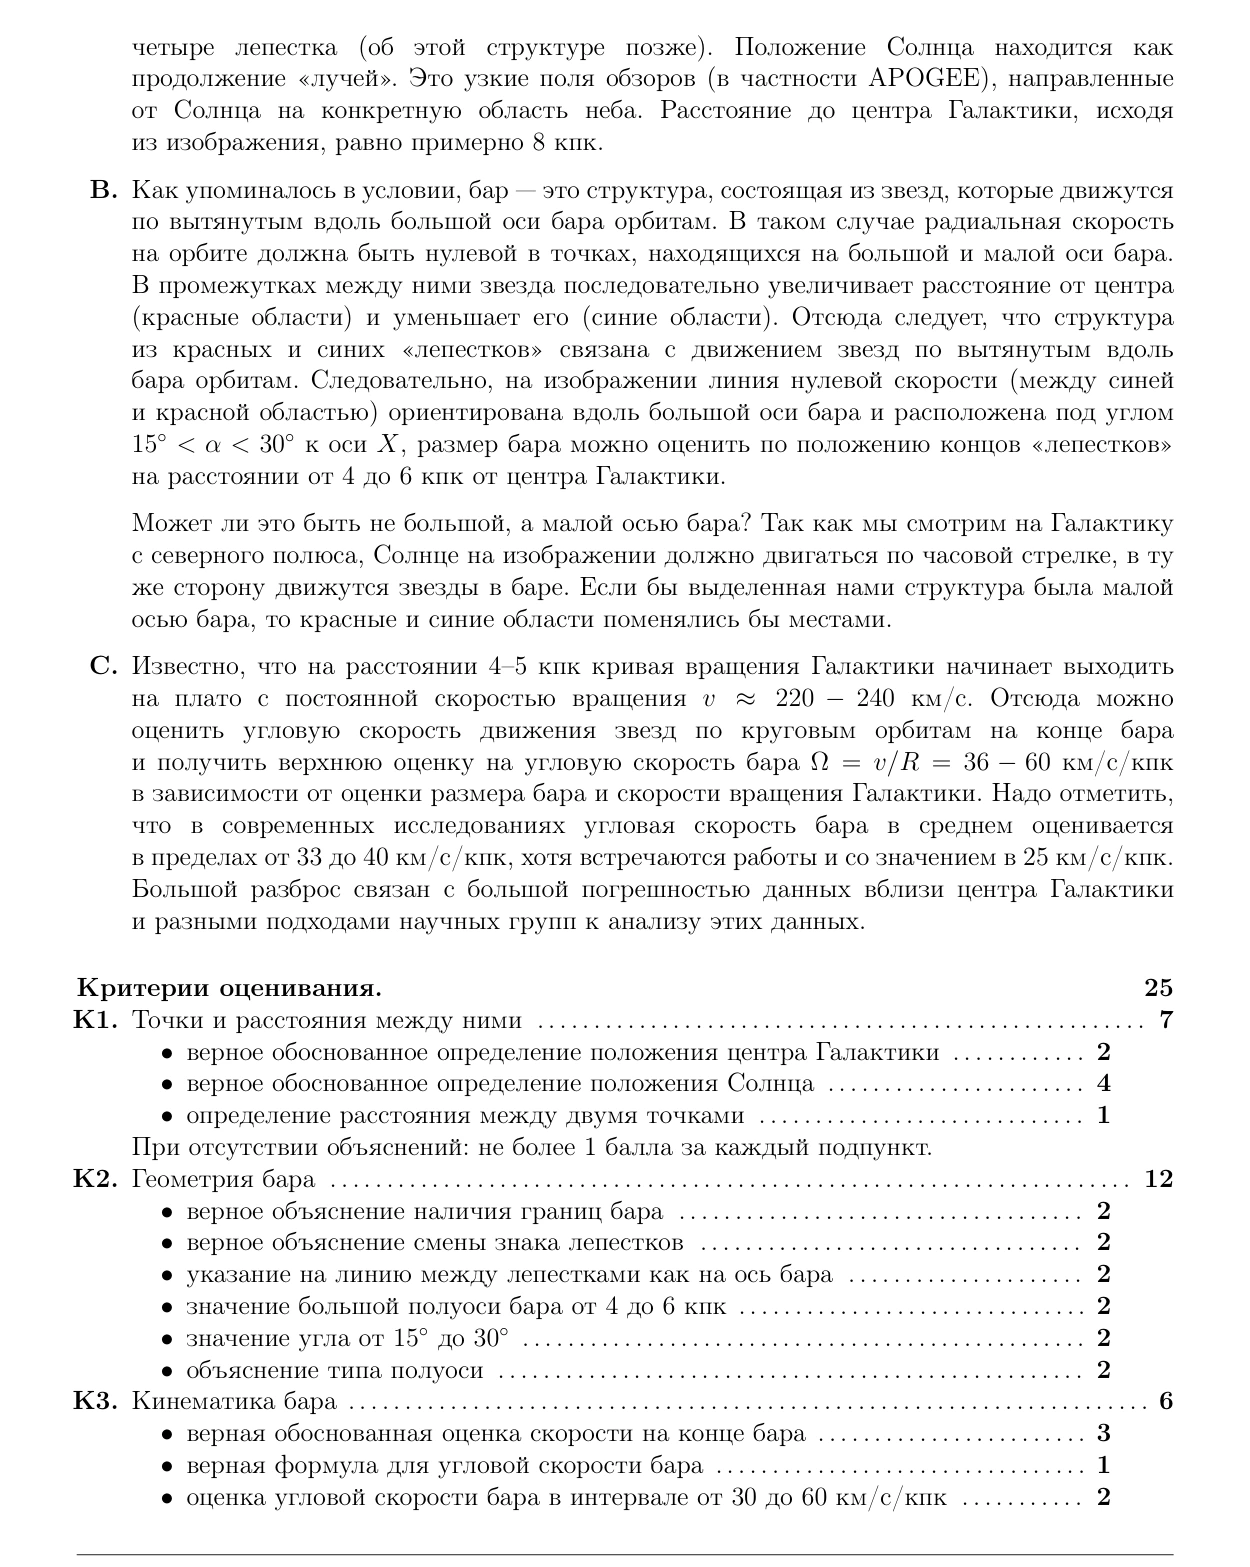 четыре лепестка (об этой структуре позже). Положение Солнца находится как
продолжение «лучей». Это узкие поля обзоров (в частности APOGEE), направленные
от Солнца на конкретную область неба. Расстояние до центра Галактики, исходя
из изображения, равно примерно 8 кпк.
B. Как упоминалось в условии, бар — это структура, состоящая из звезд, которые движутся
по вытянутым вдоль большой оси бара орбитам. В таком случае радиальная скорость
на орбите должна быть нулевой в точках, находящихся на большой и малой оси бара.
В промежутках между ними звезда последовательно увеличивает расстояние от центра
(красные области) и уменьшает его (синие области). Отсюда следует, что структура
из красных и синих «лепестков» связана с движением звезд по вытянутым вдоль
бара орбитам. Следовательно, на изображении линия нулевой скорости (между синей
и красной областью) ориентирована вдоль большой оси бара и расположена под углом
15° < α < 30° к оси X, размер бара можно оценить по положению концов «лепестков»
на расстоянии от 4 до 6 кпк от центра Галактики.
Может ли это быть не большой, а малой осью бара? Так как мы смотрим на Галактику
с северного полюса, Солнце на изображении должно двигаться по часовой стрелке, в ту
же сторону движутся звезды в баре. Если бы выделенная нами структура была малой
осью бара, то красные и синие области поменялись бы местами.
C. Известно, что на расстоянии 4–5 кпк кривая вращения Галактики начинает выходить
на плато с постоянной скоростью вращения v ≈ 220 − 240 км/с. Отсюда можно
оценить угловую скорость движения звезд по круговым орбитам на конце бара
и получить верхнюю оценку на угловую скорость бара Ω = v/R = 36 − 60 км/с/кпк
в зависимости от оценки размера бара и скорости вращения Галактики. Надо отметить,
что в современных исследованиях угловая скорость бара в среднем оценивается
в пределах от 33 до 40 км/с/кпк, хотя встречаются работы и со значением в 25 км/с/кпк.
Большой разброс связан с большой погрешностью данных вблизи центра Галактики
и разными подходами научных групп к анализу этих данных.
Критерии оценивания. 25
K1. Точки и расстояния между ними ........ 7
• верное обоснованное определение положения центра Галактики ........ 2
• верное обоснованное определение положения Солнца ........ 4
• определение расстояния между двумя точками ........ 1
При отсутствии объяснений: не более 1 балла за каждый подпункт.
K2. Геометрия бара ........ 12
• верное объяснение наличия границ бара ........ 2
• верное объяснение смены знака лепестков ........ 2
• указание на линию между лепестками как на ось бара ........ 2
• значение большой полуоси бара от 4 до 6 кпк ........ 2
• значение угла от 15° до 30° ........ 2
• объяснение типа полуоси ........ 2
K3. Кинематика бара ........ 6
• верная обоснованная оценка скорости на конце бара ........ 3
• верная формула для угловой скорости бара ........ 1
• оценка угловой скорости бара в интервале от 30 до 60 км/с/кпк ........ 2